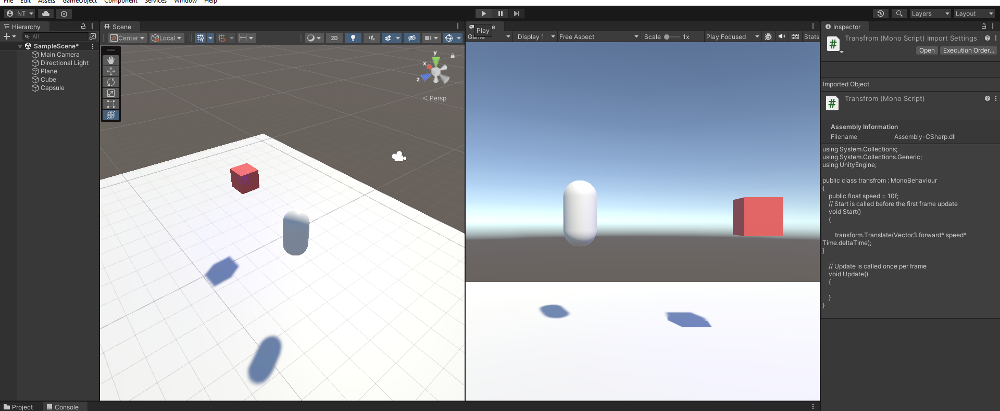 File Edit Assets GameObject Component Services Window Help
NT
Layers Layout
Hierarchy
All
SampleScene*
Main Camera
Directional Light
Plane
Cube
Capsule
Scene
Center Local 2D
y
x
z
Persp
e
Play
Game Display 1 Free Aspect Scale 1x Play Focused Stats
Inspector
Transfrom (Mono Script) Import Settings
Open Execution Order...
Imported Object
Transfrom (Mono Script)
Assembly Information
Filename Assembly-CSharp.dll
using System.Collections;
using System.Collections.Generic;
using UnityEngine;
public class transfrom : MonoBehaviour
{
public float speed = 10f;
// Start is called before the first frame update
void Start()
{
transform.Translate(Vector3.forward* speed*
Time.deltaTime);
}
// Update is called once per frame
void Update()
{
}
}
Project Console